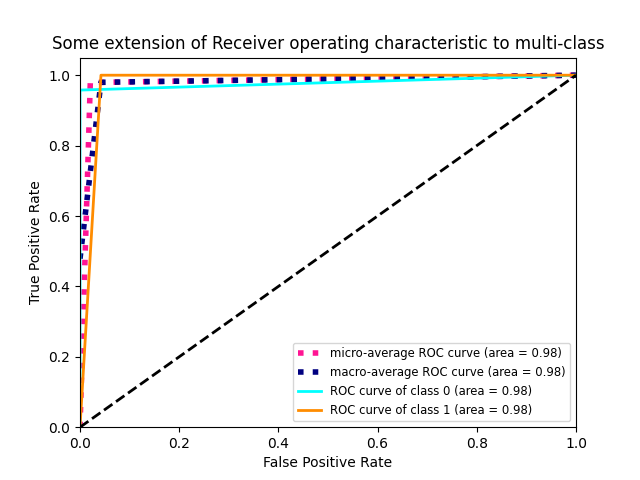 Some extension of Receiver operating characteristic to multi-class
1.0
0.8
0.6
0.4
0.2
0.0
True Positive Rate
micro-average ROC curve (area = 0.98)
macro-average ROC curve (area = 0.98)
ROC curve of class 0 (area = 0.98)
ROC curve of class 1 (area = 0.98)
0.0 0.2 0.4 0.6 0.8 1.0
False Positive Rate